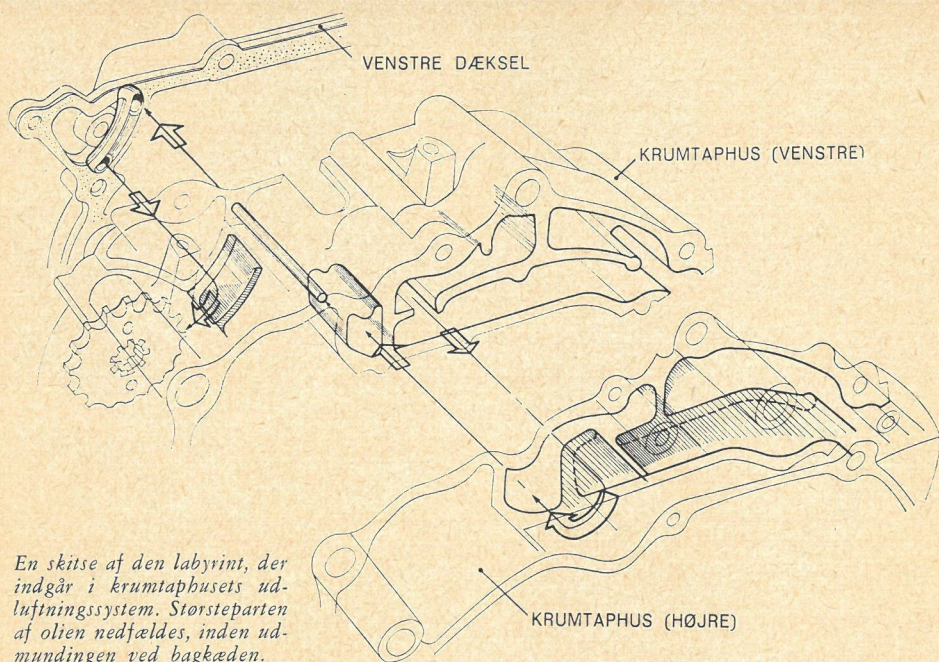 VENSTRE DÆKSEL
KRUMTAPHUS (VENSTRE)
En skitse af den labyrint, der
indgår i krumtaphusets ud-
luftningssystem. Størsteparten
af olien nedfældes, inden ud-
mundingen ved bagkæden.
KRUMTAPHUS (HØJRE)